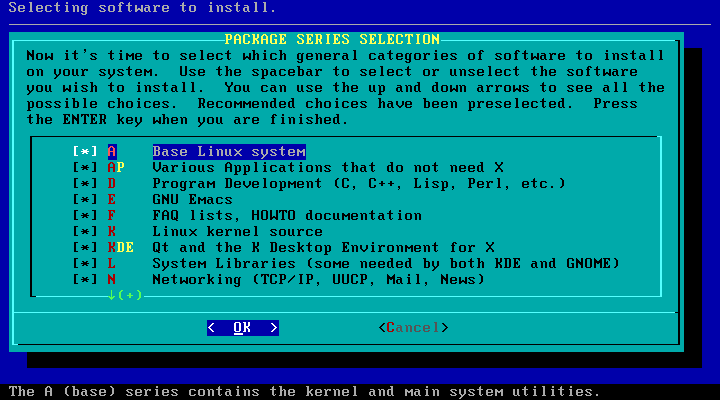 Selecting software to install.
PACKAGE SERIES SELECTION
Now it's time to select which general categories of software to install
on your system.  Use the spacebar to select or unselect the software
you wish to install.  You can use the up and down arrows to see all the
possible choices.  Recommended choices have been preselected.  Press
the ENTER key when you are finished.
[*] A    Base Linux system
[*] AP   Various Applications that do not need X
[*] D    Program Development (C, C++, Lisp, Perl, etc.)
[*] E    GNU Emacs
[*] F    FAQ lists, HOWTO documentation
[*] K    Linux kernel source
[*] KDE  Qt and the K Desktop Environment for X
[*] L    System Libraries (some needed by both KDE and GNOME)
[*] N    Networking (TCP/IP, UUCP, Mail, News)
↓(+)
<  OK  >    <Cancel>
The A (base) series contains the kernel and main system utilities.